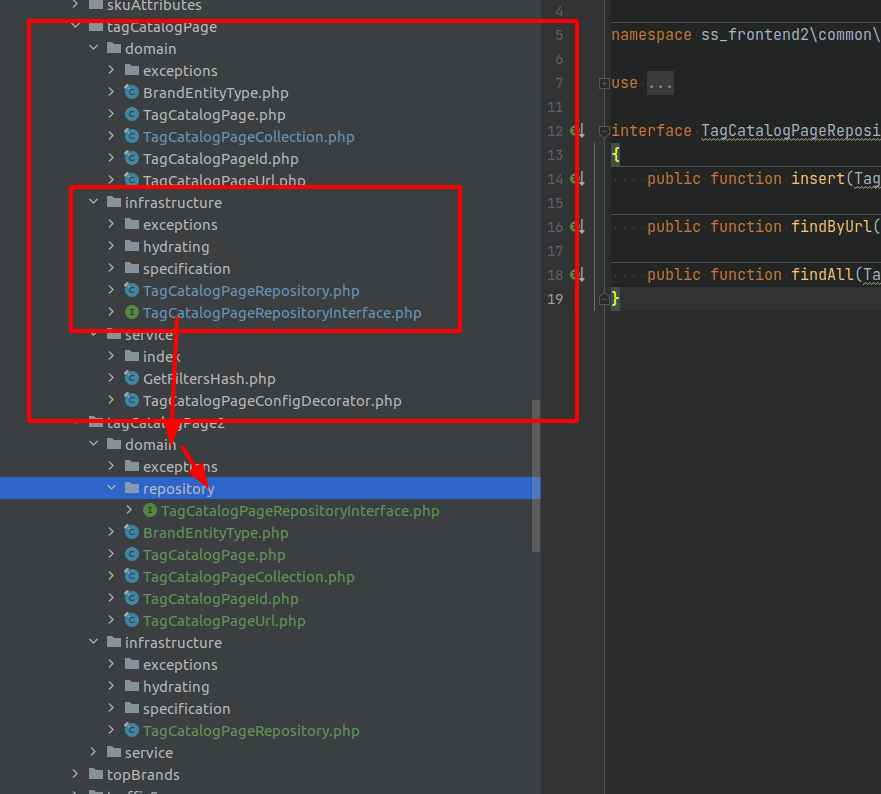 skuAttributes
tagCatalogPage
domain
exceptions
BrandEntityType.php
TagCatalogPage.php
TagCatalogPageCollection.php
TagCatalogPageId.php
TagCatalogPageUrl.php
infrastructure
exceptions
hydrating
specification
TagCatalogPageRepository.php
TagCatalogPageRepositoryInterface.php
service
index
GetFiltersHash.php
TagCatalogPageConfigDecorator.php
tagCatalogPage2
domain
exceptions
repository
TagCatalogPageRepositoryInterface.php
BrandEntityType.php
TagCatalogPage.php
TagCatalogPageCollection.php
TagCatalogPageId.php
TagCatalogPageUrl.php
infrastructure
exceptions
hydrating
specification
TagCatalogPageRepository.php
service
topBrands
4
5 namespace ss_frontend2\common\
6
7 use ...
11
12 interface TagCatalogPageReposi
13 {
14 public function insert(Tag
15
16 public function findByUrl(
17
18 public function findAll(Ta
19 }